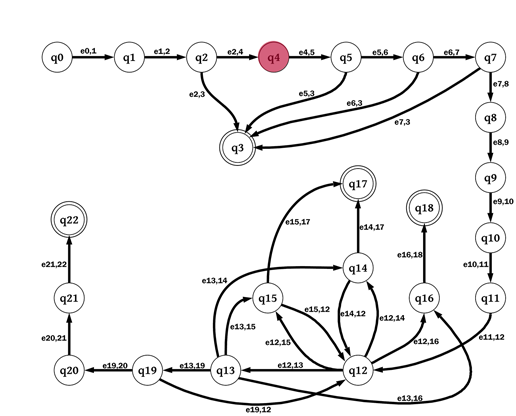 e0,1 e1,2 e2,4 e4,5 e5,6 e6,7
q0 q1 q2 q4 q5 q6 q7
e7,8
e2,3 e5,3 e6,3
q8
e7,3
q3 e8,9
q9
q17
e9,10
q18
q22 e15,17 e14,17
q10
e21,22 e16,18 e10,11
e13,14 q14
q21 q15 q16 q11
e15,12 e14,12 e12,14
e13,15
e20,21 e12,15 e12,16 e11,12
e19,20 e13,19 e12,13
q20 q19 q13 q12
e13,16
e19,12